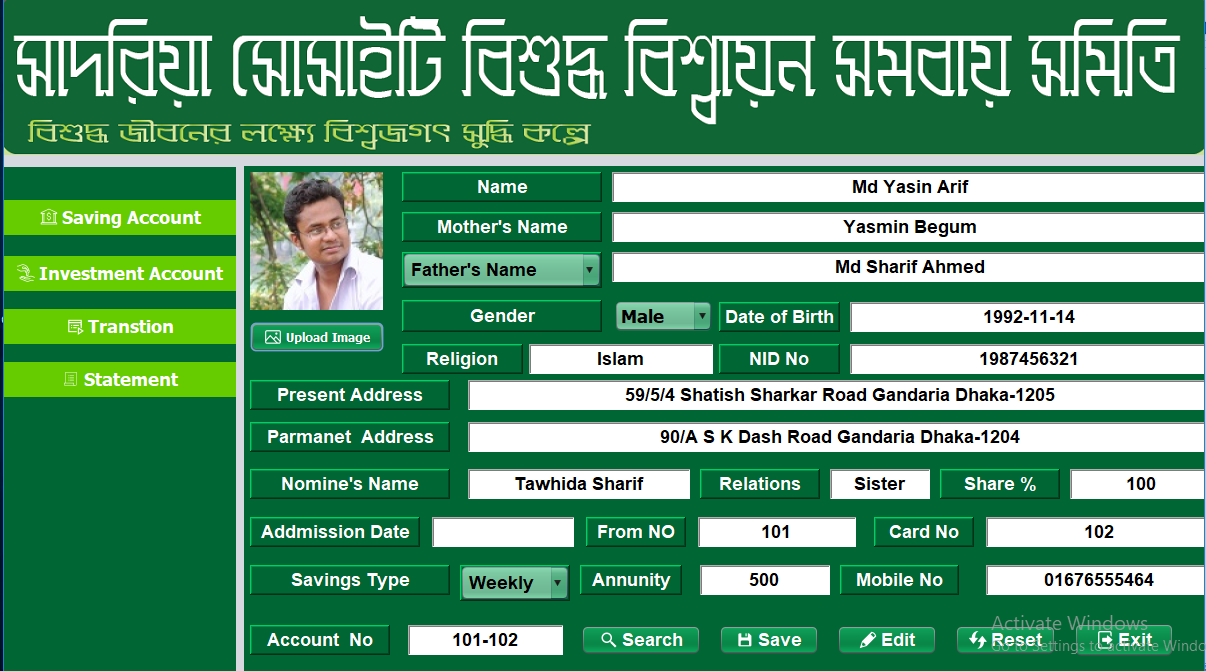 সাদরিয়া সোসাইটি বিশুদ্ধ বিশ্বায়ন সমবায় সমিতি
বিশুদ্ধ জীবনের লক্ষ্যে বিশ্বজগৎ সুদ্ধি কল্পে
Saving Account
Investment Account
Transtion
Statement
Upload Image
Name Md Yasin Arif
Mother's Name Yasmin Begum
Father's Name Md Sharif Ahmed
Gender Male Date of Birth 1992-11-14
Religion Islam NID No 1987456321
Present Address 59/5/4 Shatish Sharkar Road Gandaria Dhaka-1205
Parmanet Address 90/A S K Dash Road Gandaria Dhaka-1204
Nomine's Name Tawhida Sharif Relations Sister Share % 100
Addmission Date From NO 101 Card No 102
Savings Type Weekly Annunity 500 Mobile No 01676555464
Account No 101-102 Search Save Edit Reset Exit
Activate Windows
Go to Settings to activate Windo